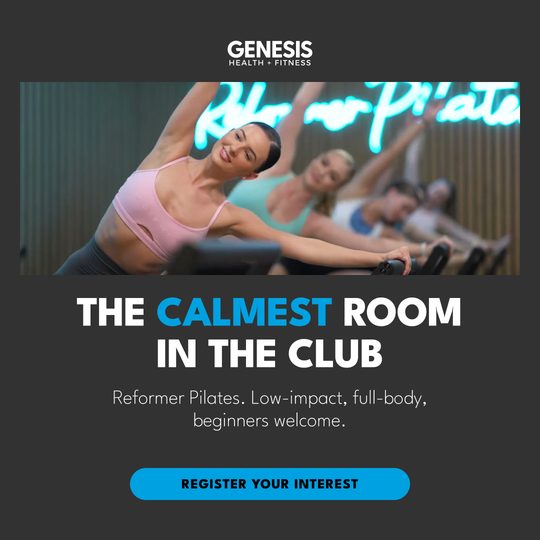 GENESIS
HEALTH + FITNESS
Reformer Pilates
THE CALMEST ROOM
IN THE CLUB
Reformer Pilates. Low-impact, full-body,
beginners welcome.
REGISTER YOUR INTEREST